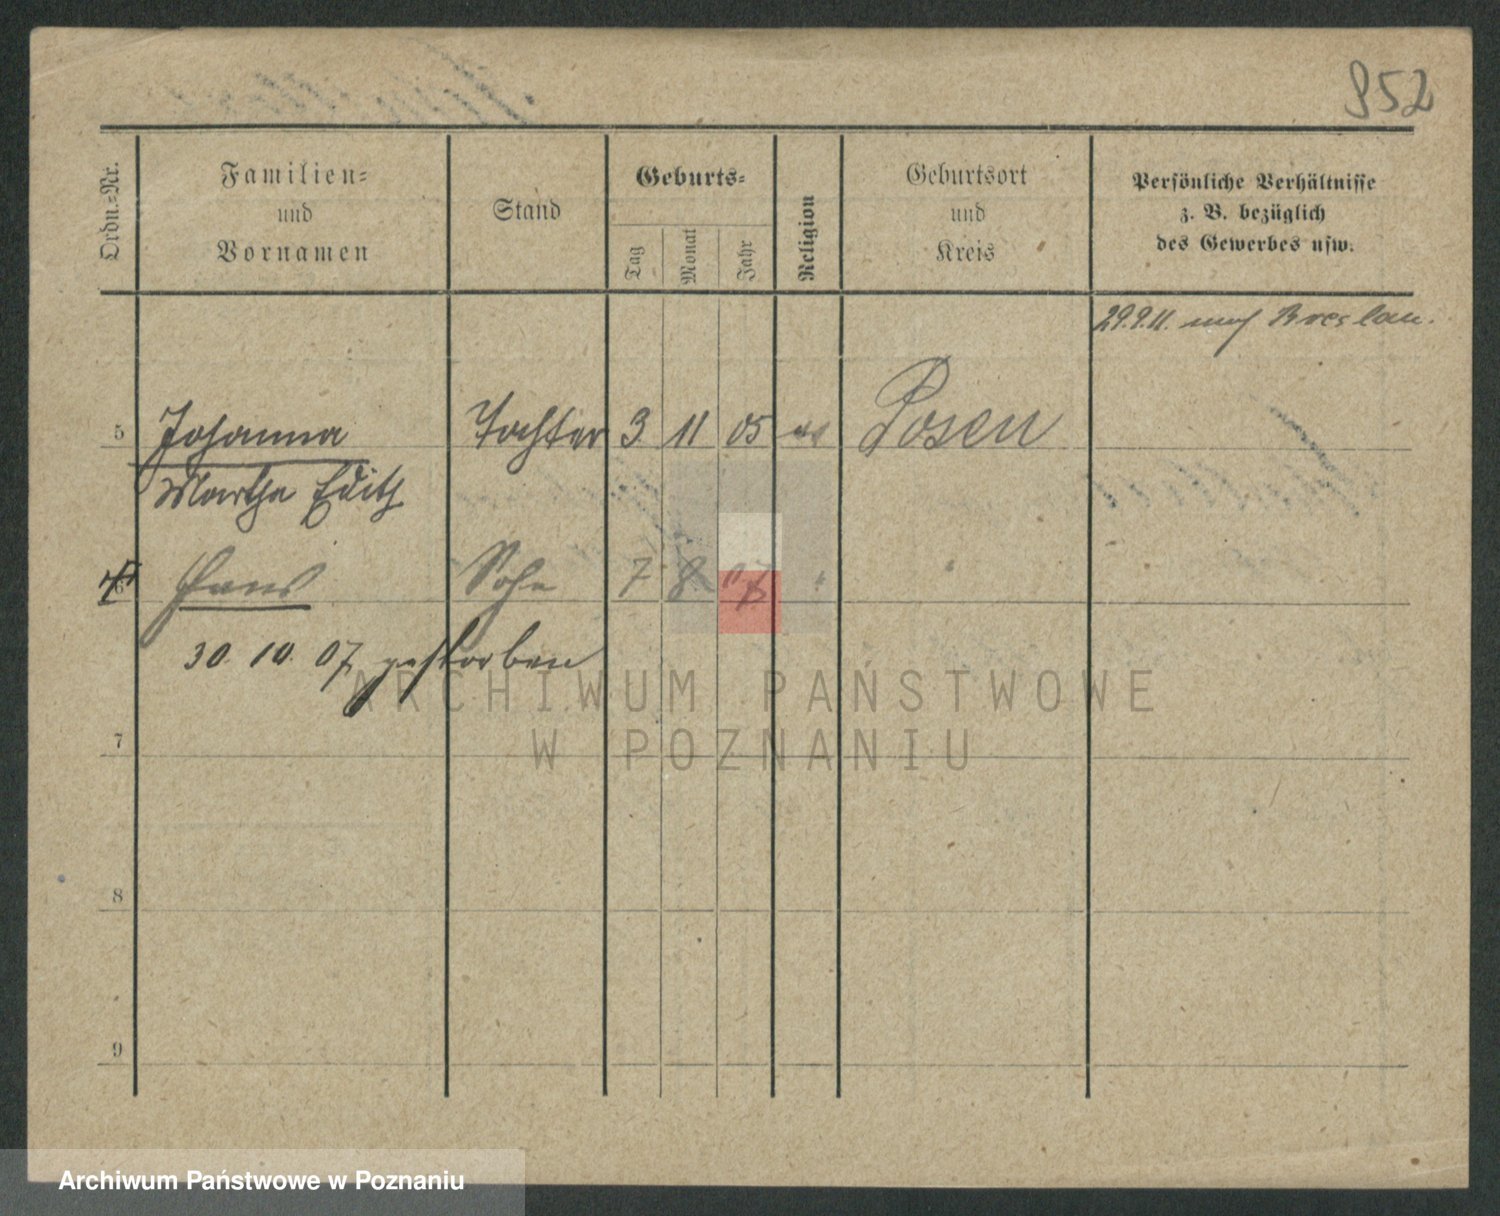 952
Ordn.-Nr.
Familien-
und
Vornamen
Stand
Geburts-
Tag
Monat
Jahr
Religion
Geburtsort
und
Kreis
Persönliche Verhältnisse
z. B. bezüglich
des Gewerbes usw.
29.9.11. nach Breslau.
5 Johanna Tochter 3 11 05 Posen
Martha Edith
6 Hans Sohn 7 8 07 " "
30. 10. 07 gestorben
7
8
9
ARCHIWUM PAŃSTWOWE
W POZNANIU
Archiwum Państwowe w Poznaniu